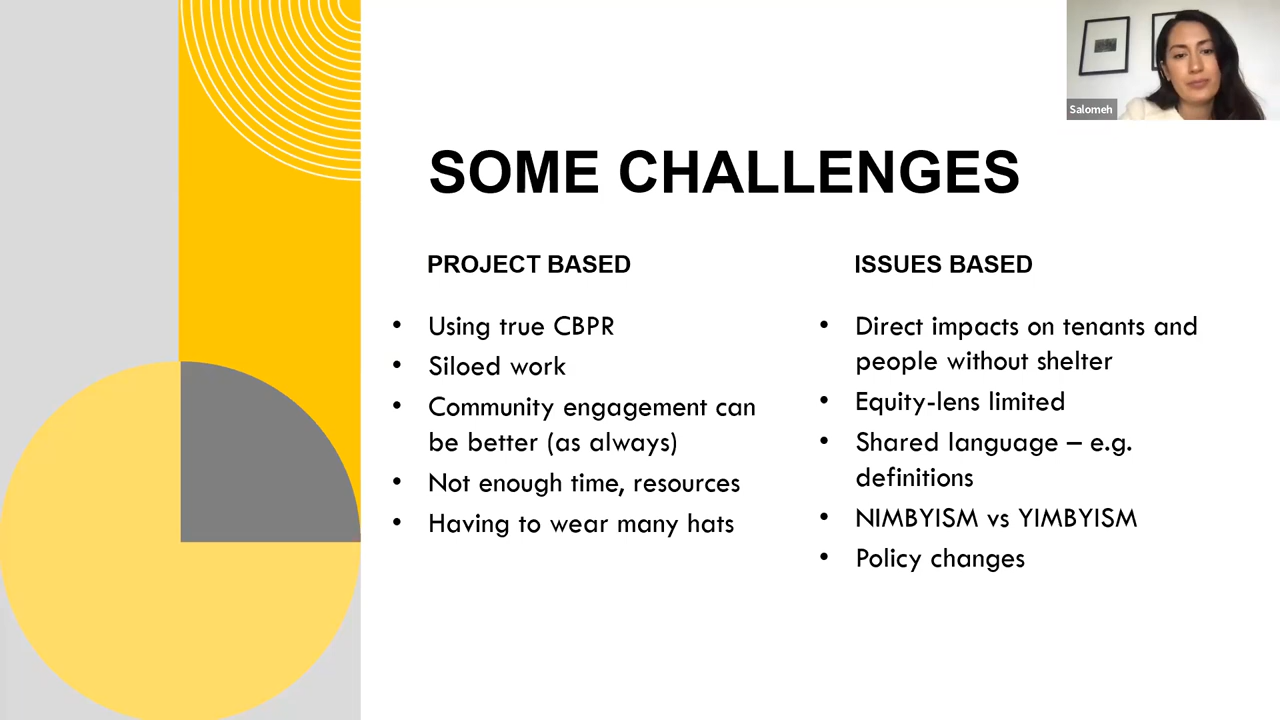 Salomeh
SOME CHALLENGES
PROJECT BASED
• Using true CBPR
• Siloed work
• Community engagement can
be better (as always)
• Not enough time, resources
• Having to wear many hats
ISSUES BASED
• Direct impacts on tenants and
people without shelter
• Equity-lens limited
• Shared language – e.g.
definitions
• NIMBYISM vs YIMBYISM
• Policy changes